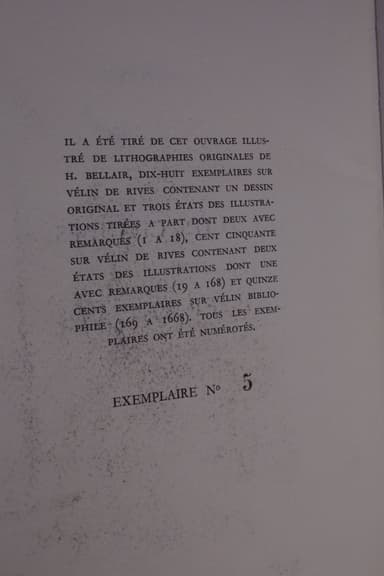 IL A ÉTÉ TIRÉ DE CET OUVRAGE ILLUS-
TRÉ DE LITHOGRAPHIES ORIGINALES DE
H. BELLAIR, DIX-HUIT EXEMPLAIRES SUR
VÉLIN DE RIVES CONTENANT UN DESSIN
ORIGINAL ET TROIS ÉTATS DES ILLUSTRA-
TIONS TIRÉES A PART DONT DEUX AVEC
REMARQUES (1 A 18), CENT CINQUANTE
SUR VÉLIN DE RIVES CONTENANT DEUX
ÉTATS DES ILLUSTRATIONS DONT UNE
AVEC REMARQUES (19 A 168) ET QUINZE
CENTS EXEMPLAIRES SUR VÉLIN BIBLIO-
PHILE (169 A 1668). TOUS LES EXEM-
PLAIRES ONT ÉTÉ NUMÉROTÉS.
EXEMPLAIRE Nº 5